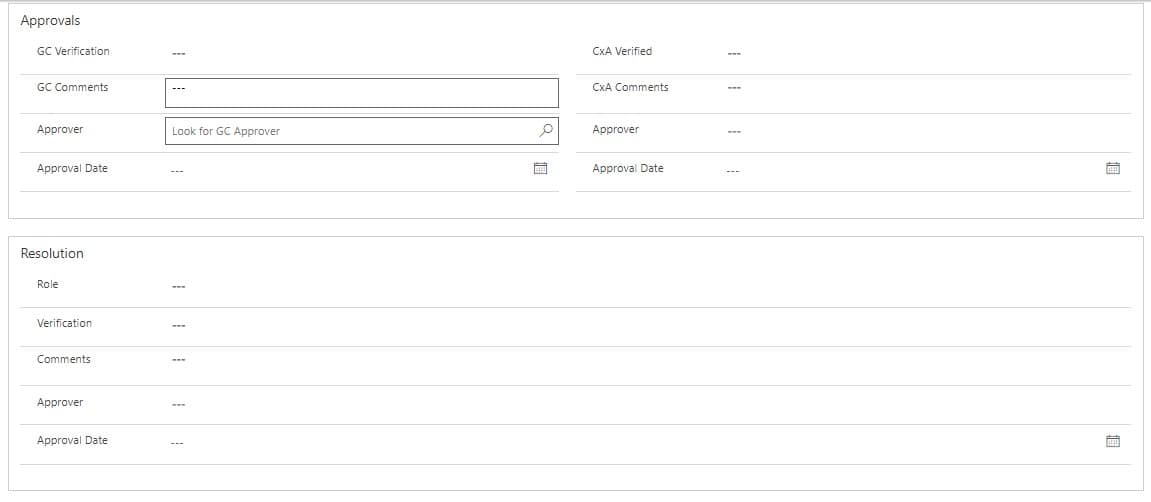 Approvals
GC Verification --- CxA Verified ---
GC Comments --- CxA Comments ---
Approver Look for GC Approver Approver ---
Approval Date --- Approval Date ---
Resolution
Role ---
Verification ---
Comments ---
Approver ---
Approval Date ---